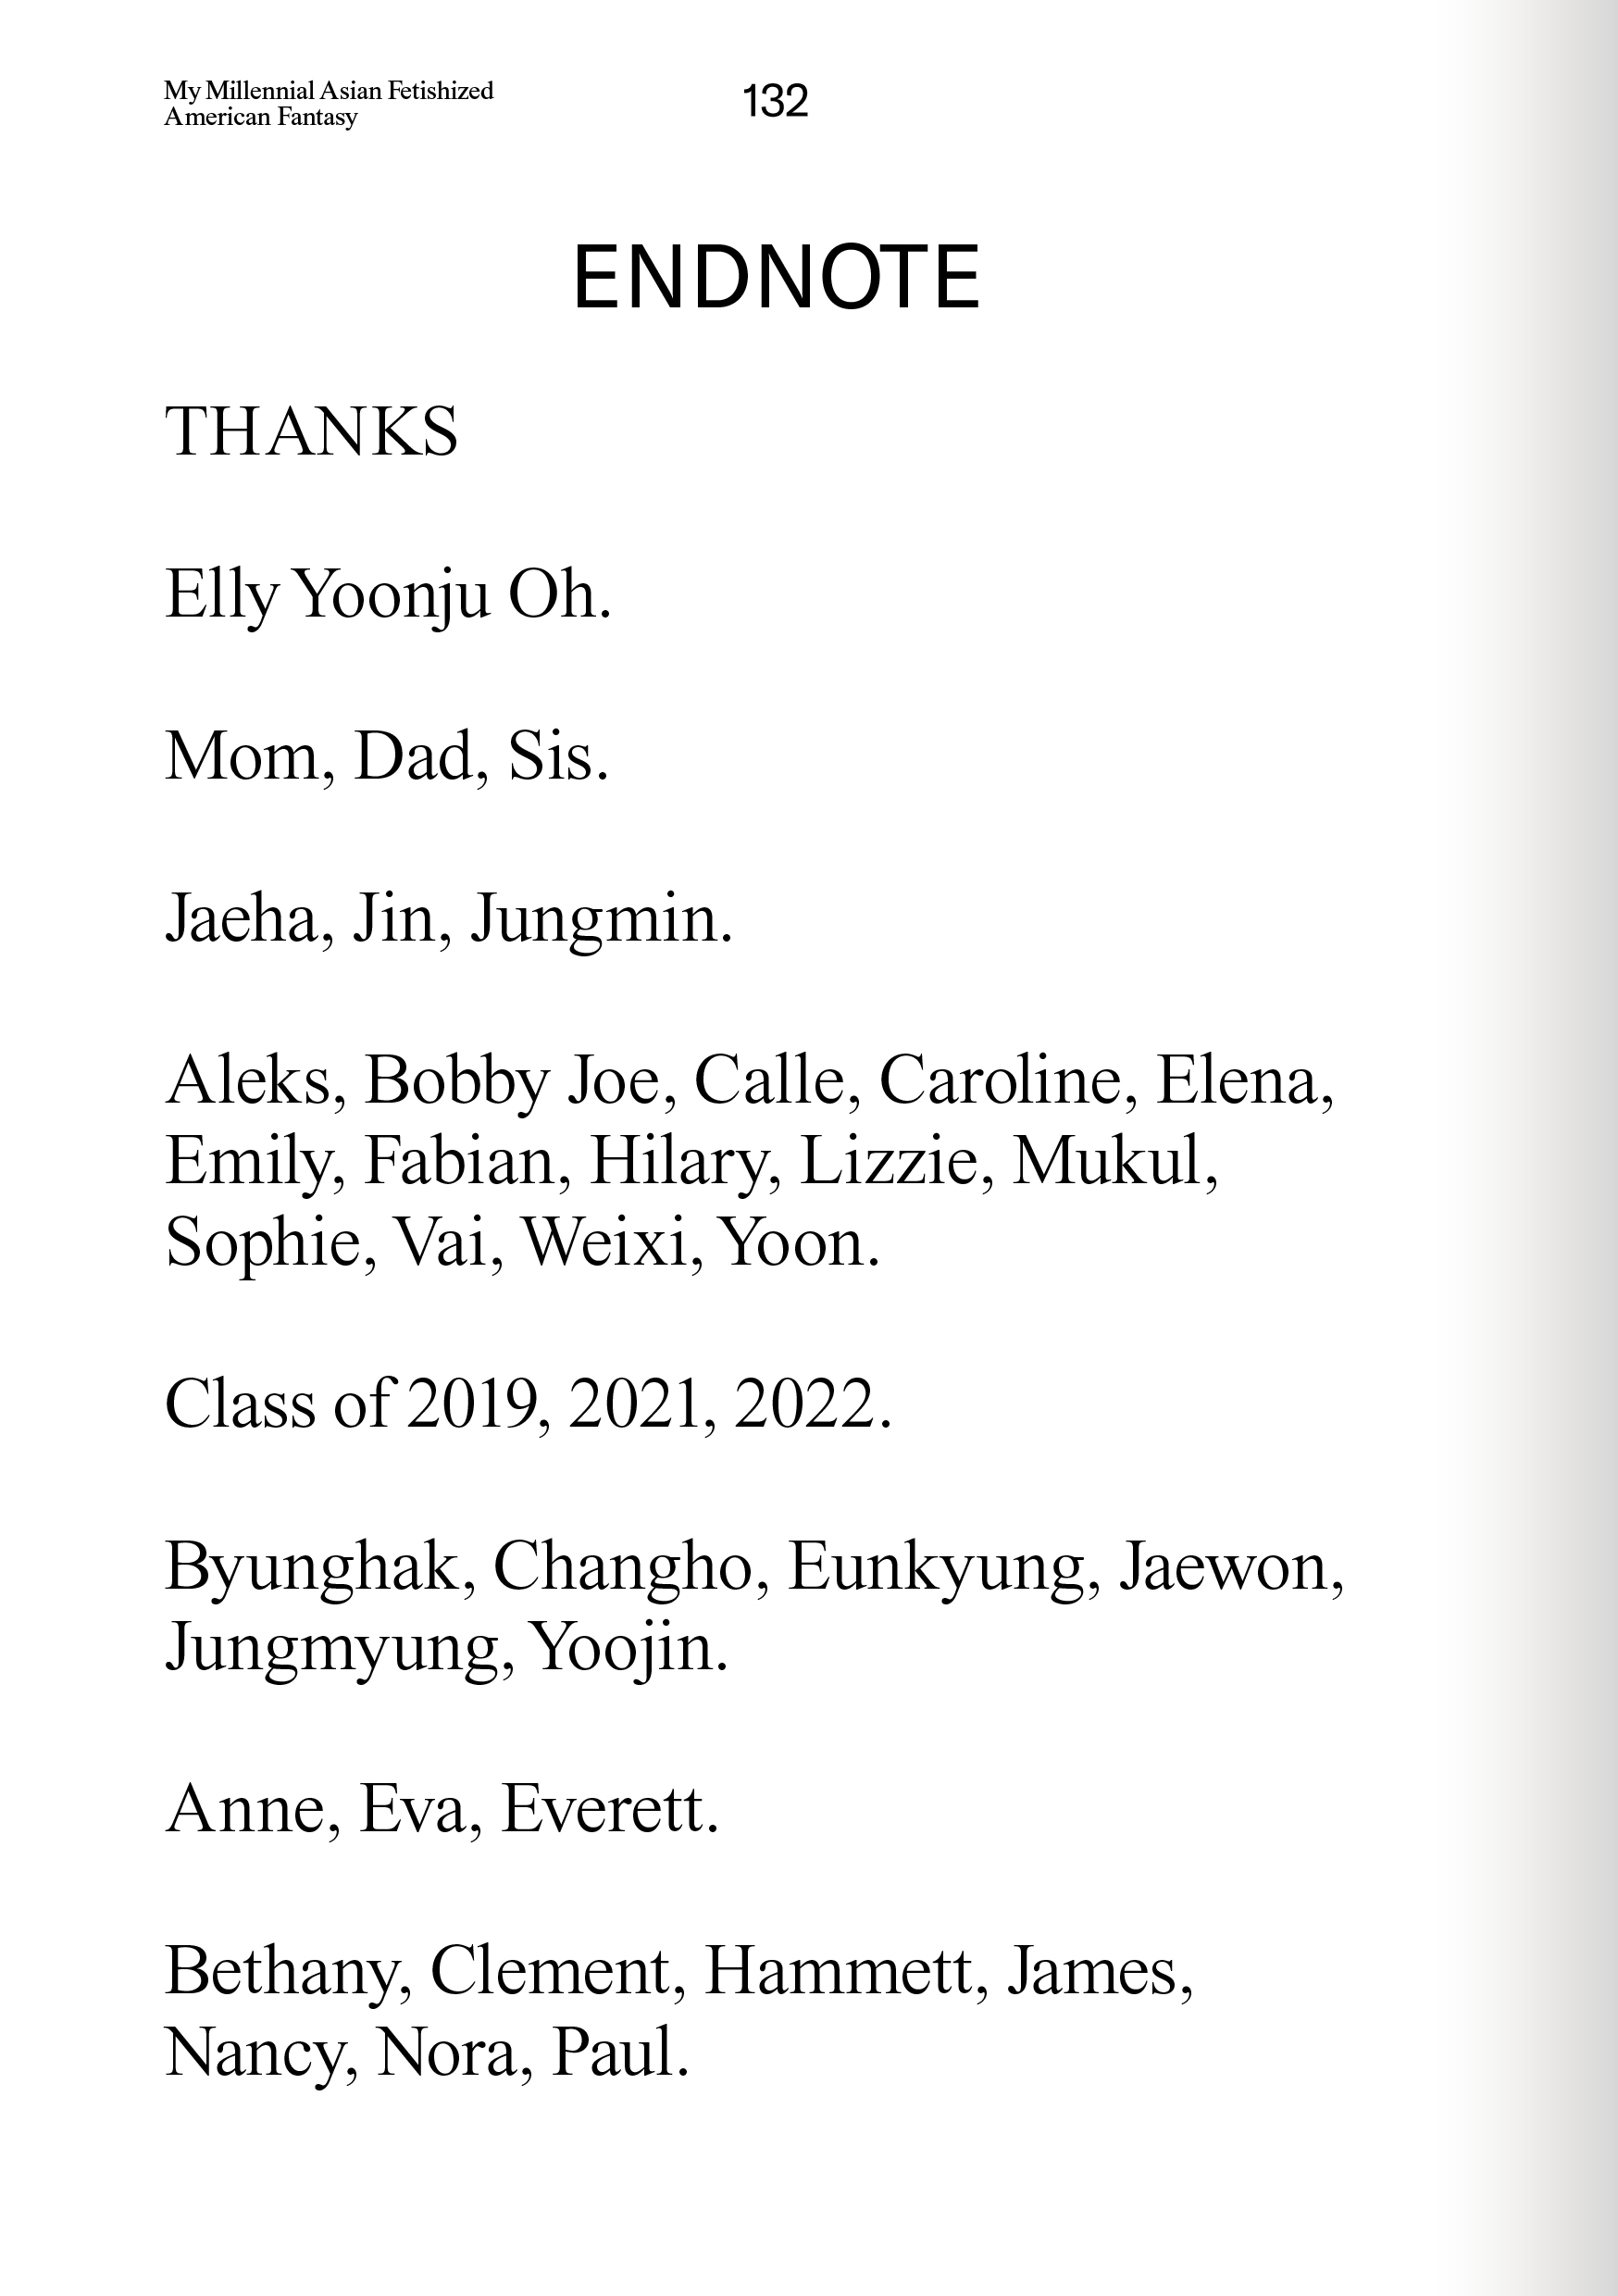 My Millennial Asian Fetishized
American Fantasy
132
ENDNOTE
THANKS
Elly Yoonju Oh.
Mom, Dad, Sis.
Jaeha, Jin, Jungmin.
Aleks, Bobby Joe, Calle, Caroline, Elena,
Emily, Fabian, Hilary, Lizzie, Mukul,
Sophie, Vai, Weixi, Yoon.
Class of 2019, 2021, 2022.
Byunghak, Changho, Eunkyung, Jaewon,
Jungmyung, Yoojin.
Anne, Eva, Everett.
Bethany, Clement, Hammett, James,
Nancy, Nora, Paul.